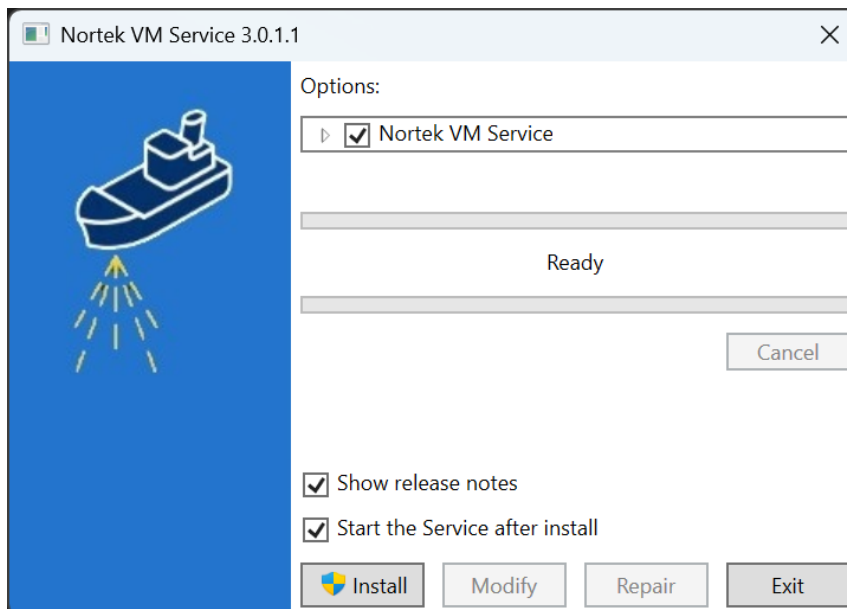 Nortek VM Service 3.0.1.1
Options:
Nortek VM Service
Ready
Cancel
Show release notes
Start the Service after install
Install Modify Repair Exit